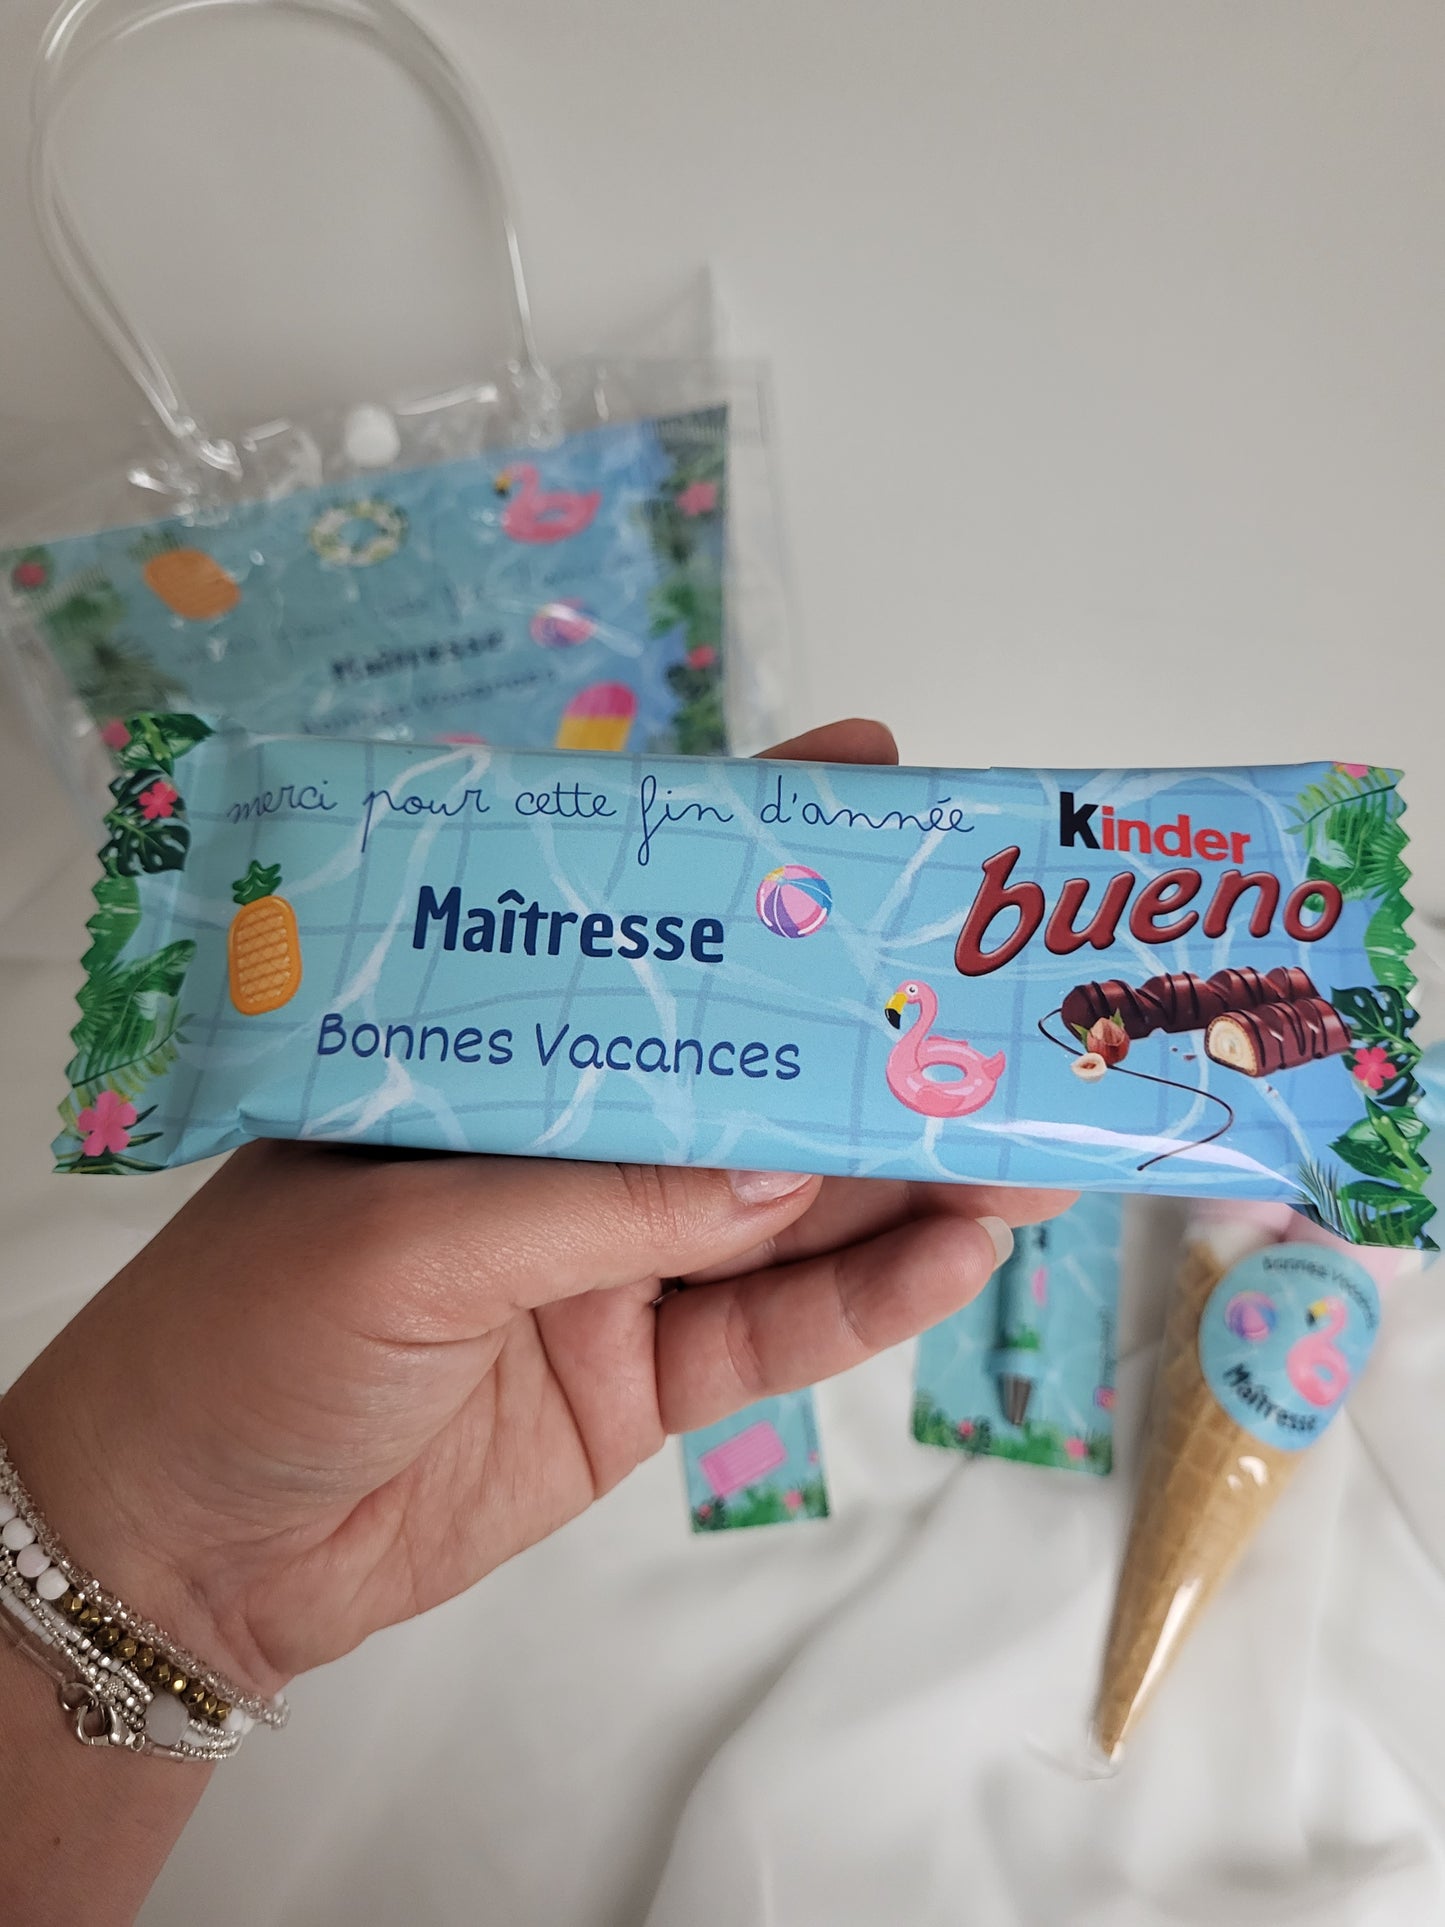 Maîtresse
merci pour cette fin d'année
Maîtresse
Bonnes Vacances
Kinder
bueno
bonnes vacances
Maîtresse